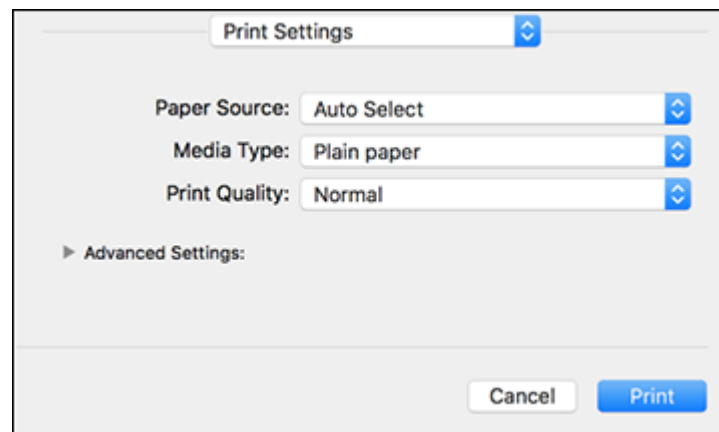 Print Settings
Paper Source: Auto Select
Media Type: Plain paper
Print Quality: Normal
Advanced Settings:
Cancel Print